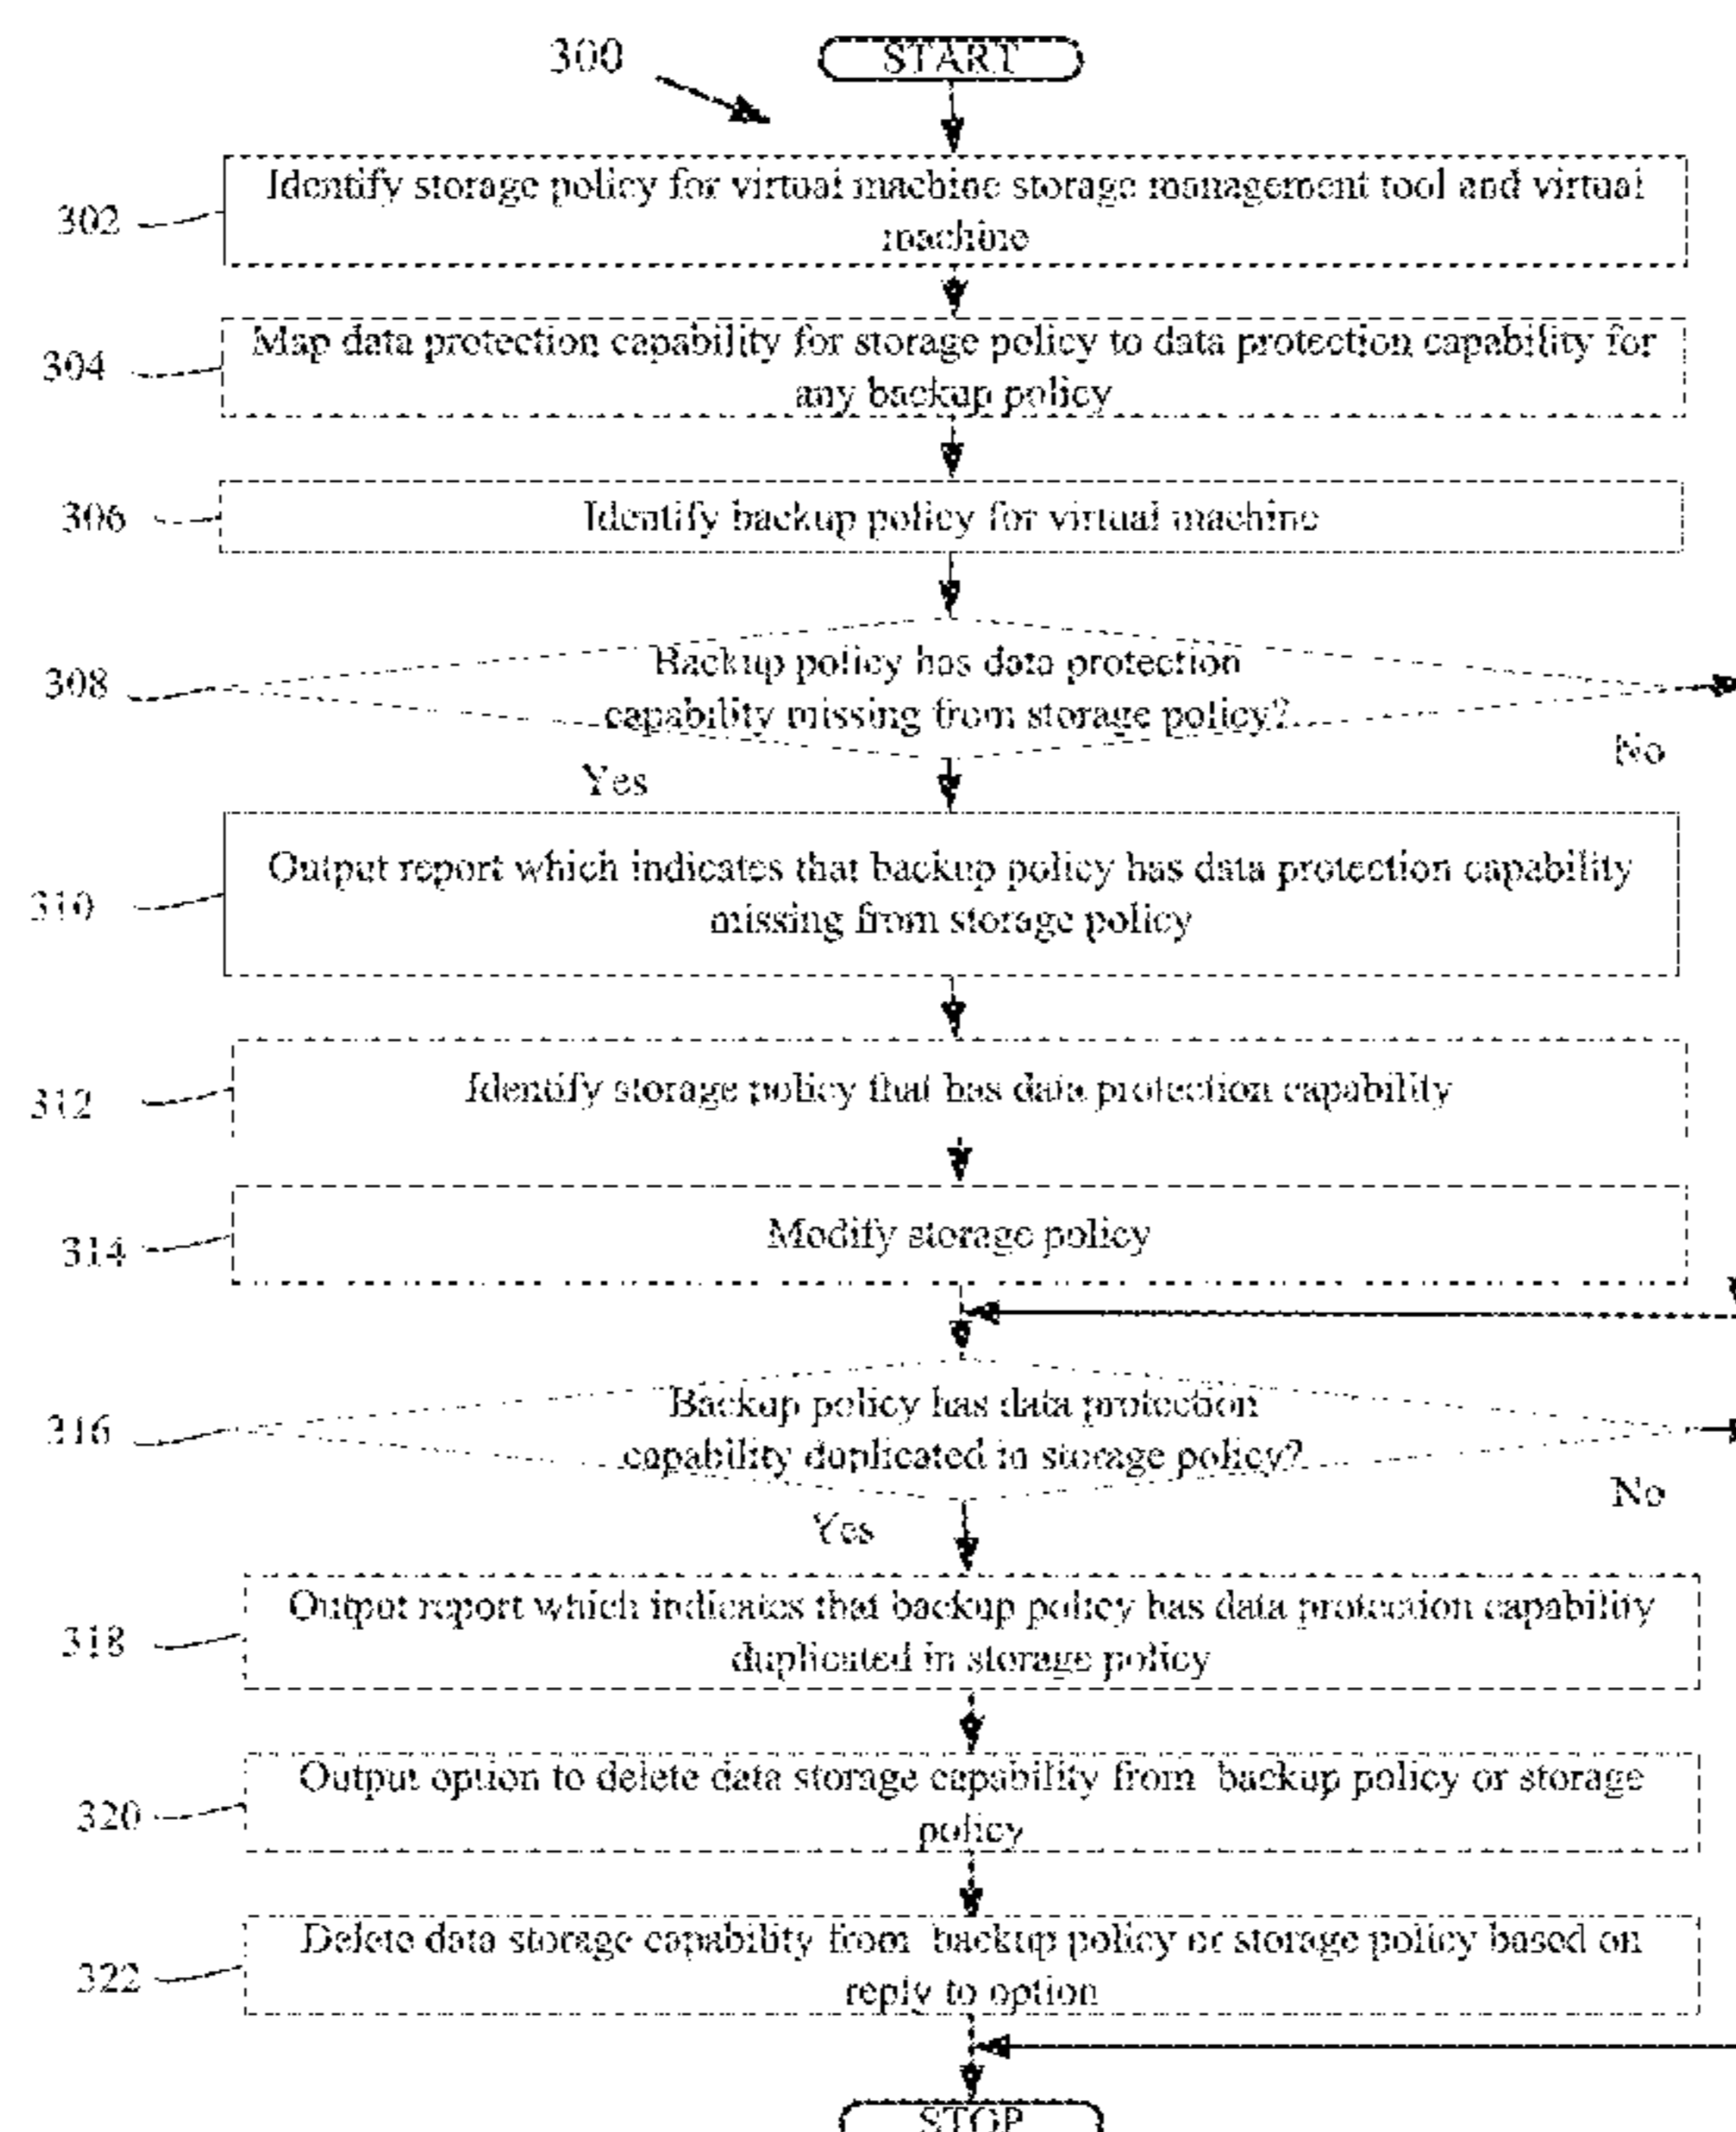 300
START
302
Identify storage policy for virtual machine storage management tool and virtual
machine
304
Map data protection capability for storage policy to data protection capability for
any backup policy
306
Identify backup policy for virtual machine
308
Backup policy has data protection
capability missing from storage policy?
No
Yes
310
Output report which indicates that backup policy has data protection capability
missing from storage policy
312
Identify storage policy that has data protection capability
314
Modify storage policy
316
Backup policy has data protection
capability duplicated in storage policy?
No
Yes
318
Output report which indicates that backup policy has data protection capability
duplicated in storage policy
320
Output option to delete data storage capability from backup policy or storage
policy
322
Delete data storage capability from backup policy or storage policy based on
reply to option
STOP